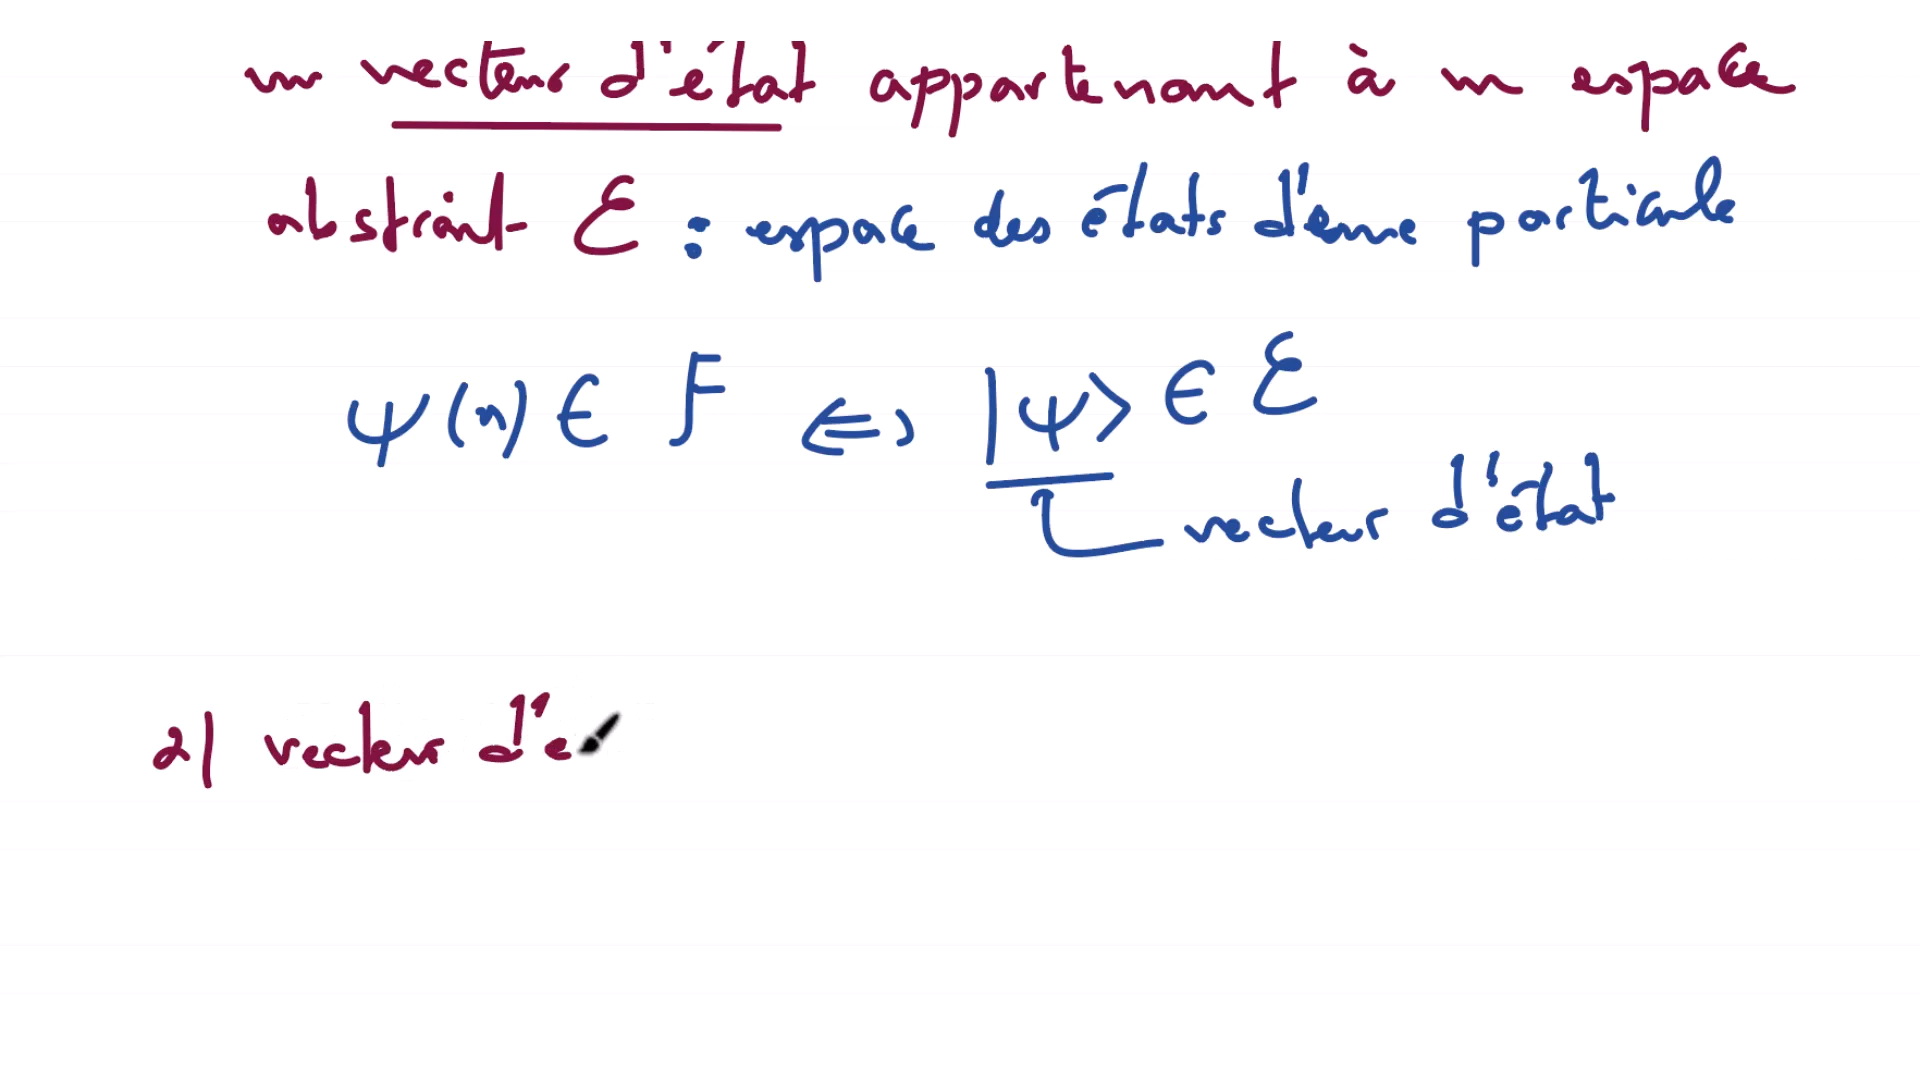 un vecteur d'état appartenant à un espace
abstrait ℰ : espace des états d'une particule
ψ(r) ∈ F ⇔ |ψ⟩ ∈ ℰ
vecteur d'état
2) vecteur d'e